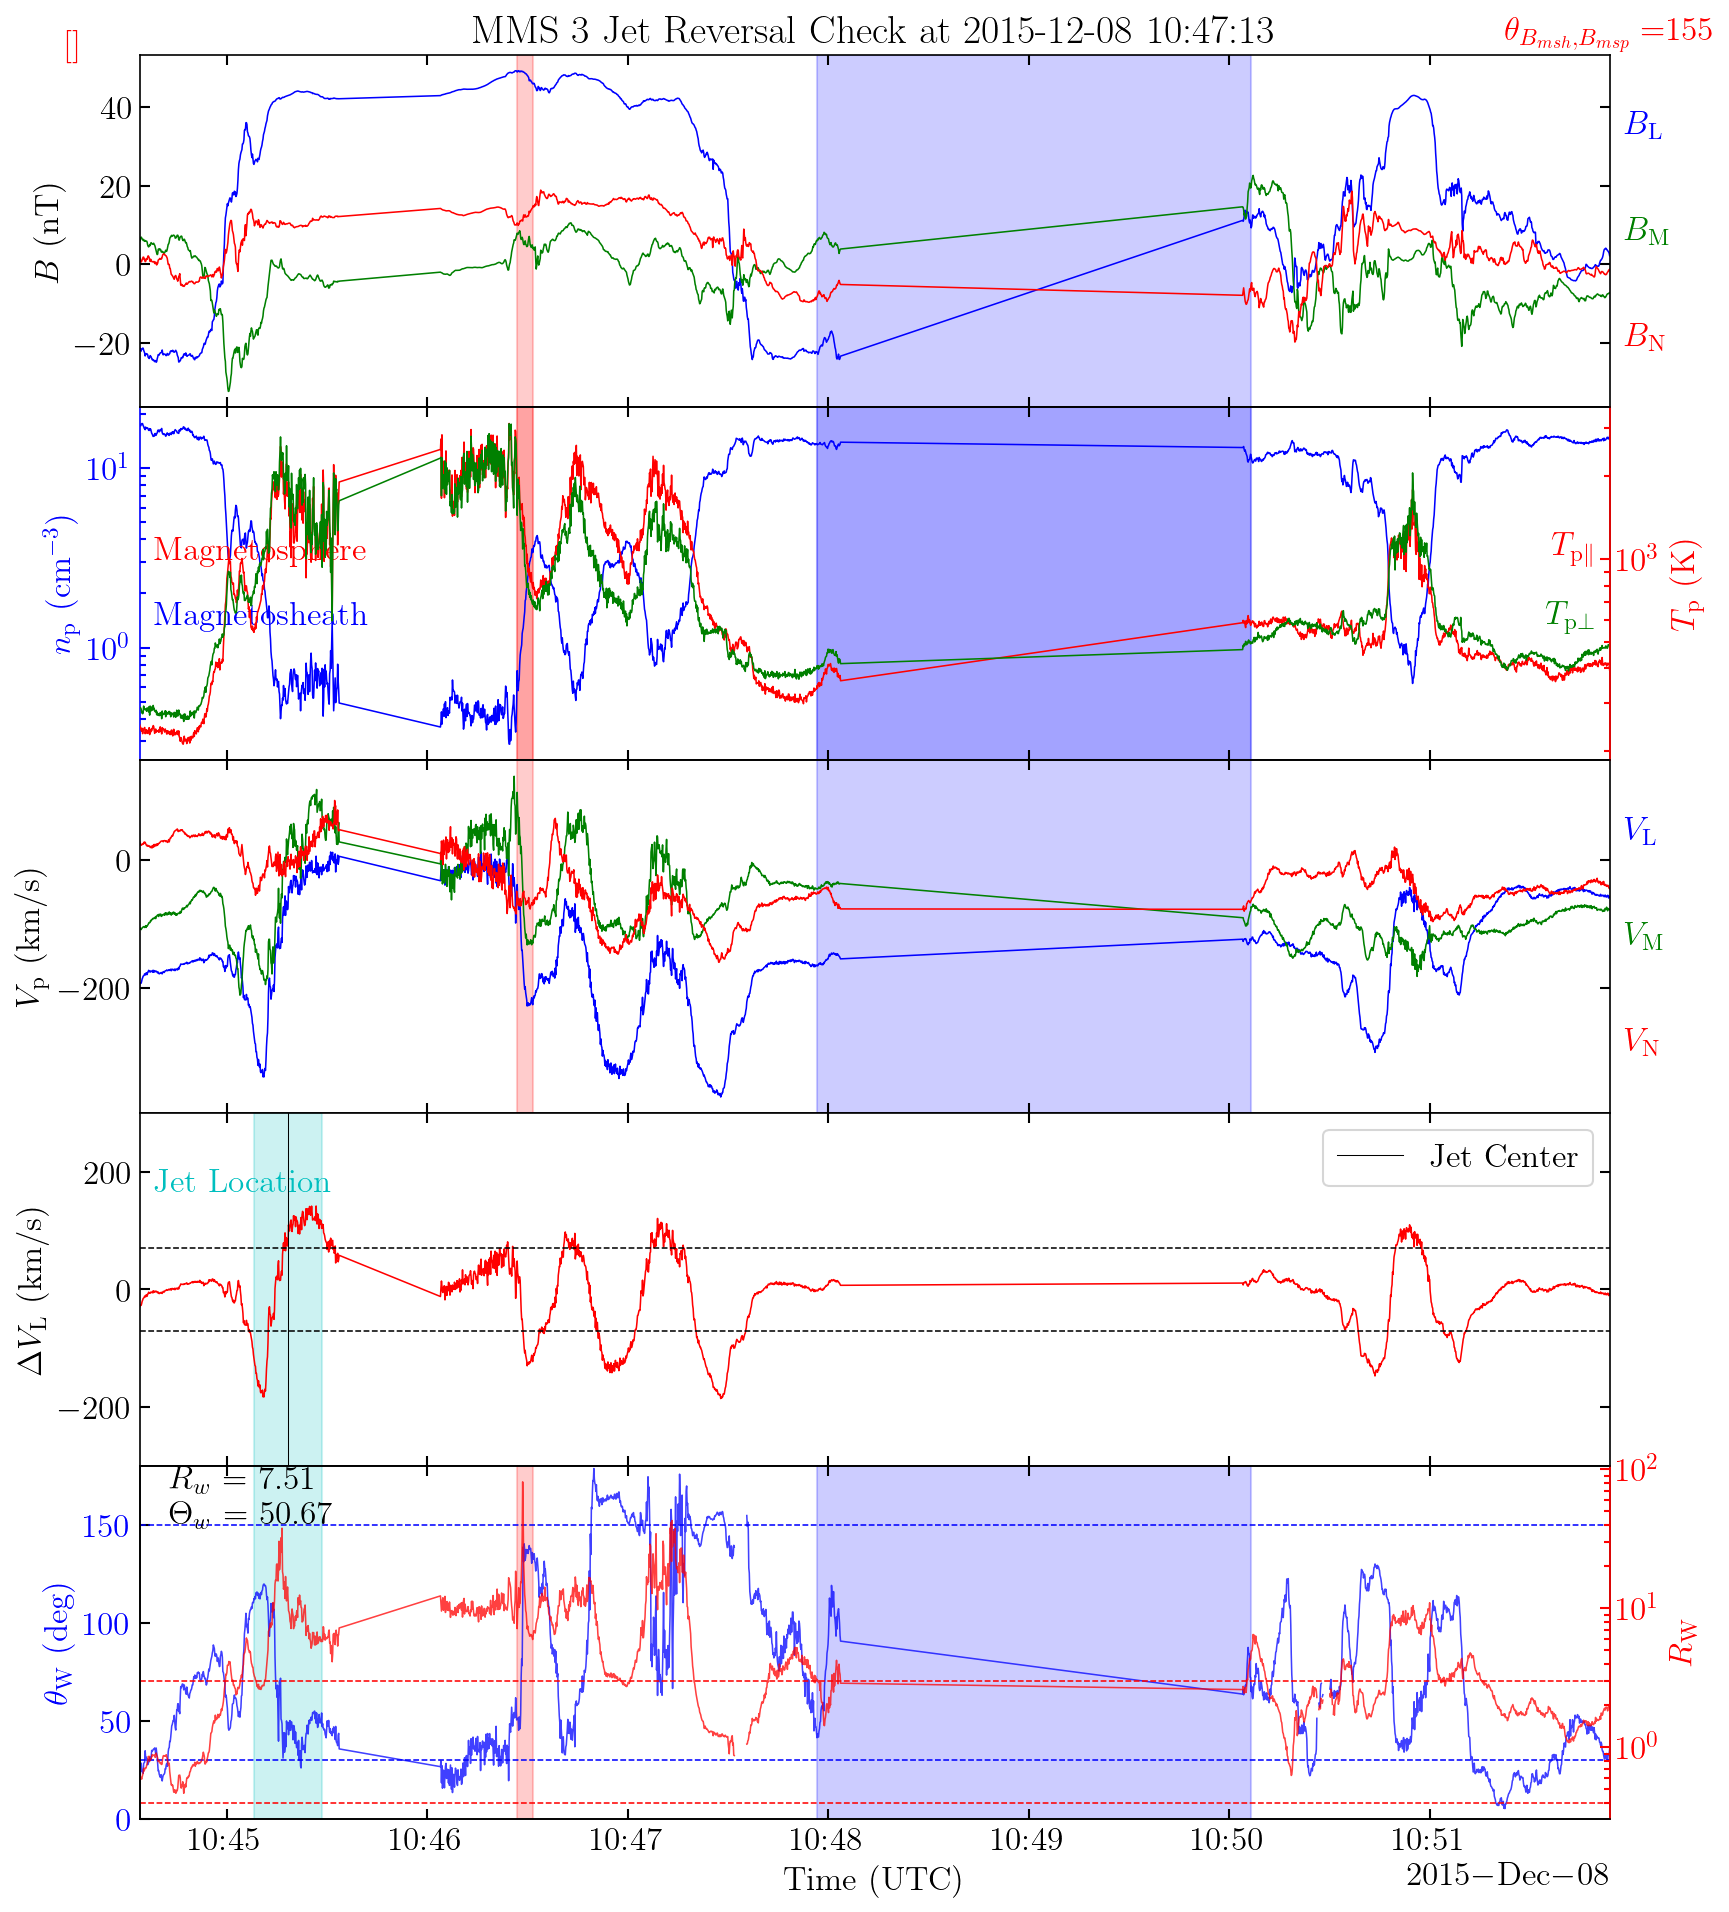 MMS 3 Jet Reversal Check at 2015-12-08 10:47:13
θ_{B_{msh},B_{msp}} =155
[]
40
20
0
−20
B (nT)
B_L
B_M
B_N
10^1
10^0
n_p (cm^{−3})
Magnetosphere
Magnetosheath
T_{p∥}
T_{p⊥}
10^3
T_p (K)
0
−200
V_p (km/s)
V_L
V_M
V_N
200
0
−200
ΔV_L (km/s)
Jet Location
Jet Center
R_w = 7.51
Θ_w = 50.67
150
100
50
0
θ_W (deg)
10^2
10^1
10^0
R_W
10:45 10:46 10:47 10:48 10:49 10:50 10:51
Time (UTC)
2015−Dec−08